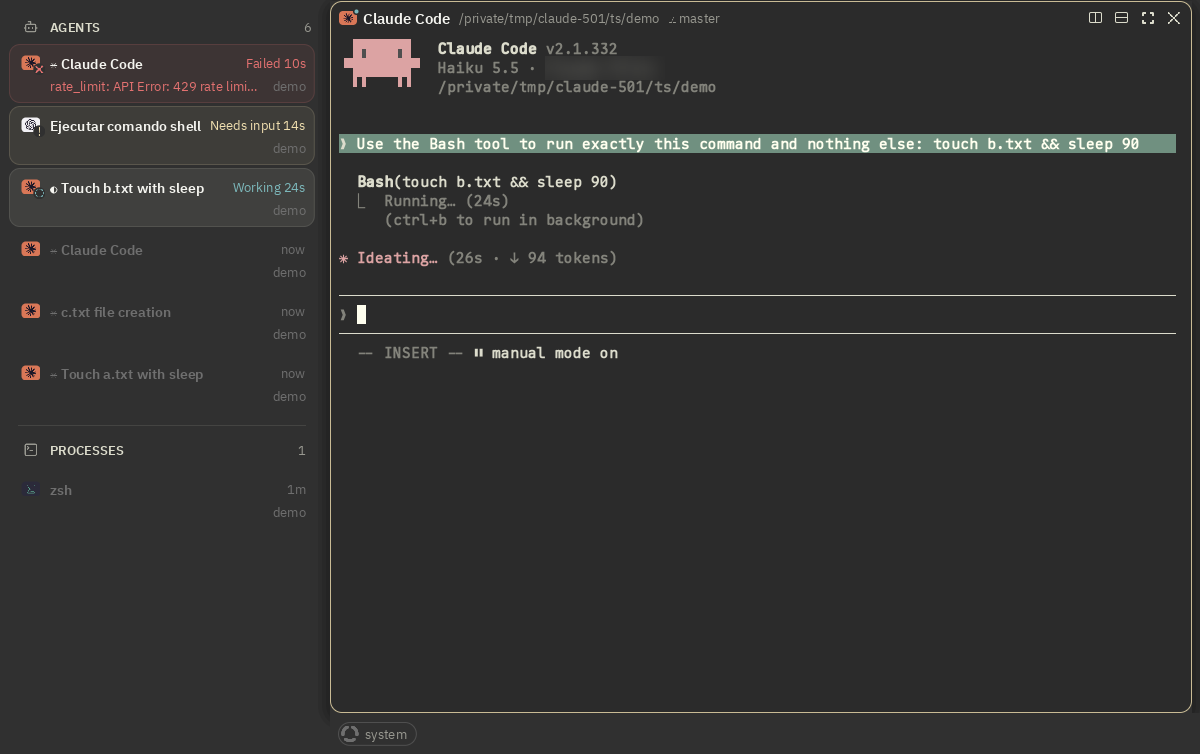 AGENTS 6
Claude Code Failed 10s
rate_limit: API Error: 429 rate limi… demo
Ejecutar comando shell Needs input 14s
demo
◐ Touch b.txt with sleep Working 24s
demo
Claude Code now
demo
c.txt file creation now
demo
Touch a.txt with sleep now
demo
PROCESSES 1
zsh 1m
demo
Claude Code /private/tmp/claude-501/ts/demo master
Claude Code v2.1.332
Haiku 5.5 ·
/private/tmp/claude-501/ts/demo
❯ Use the Bash tool to run exactly this command and nothing else: touch b.txt && sleep 90
Bash(touch b.txt && sleep 90)
⎿ Running… (24s)
(ctrl+b to run in background)
✳ Ideating… (26s · ↓ 94 tokens)
❯
-- INSERT -- ⏸ manual mode on
system